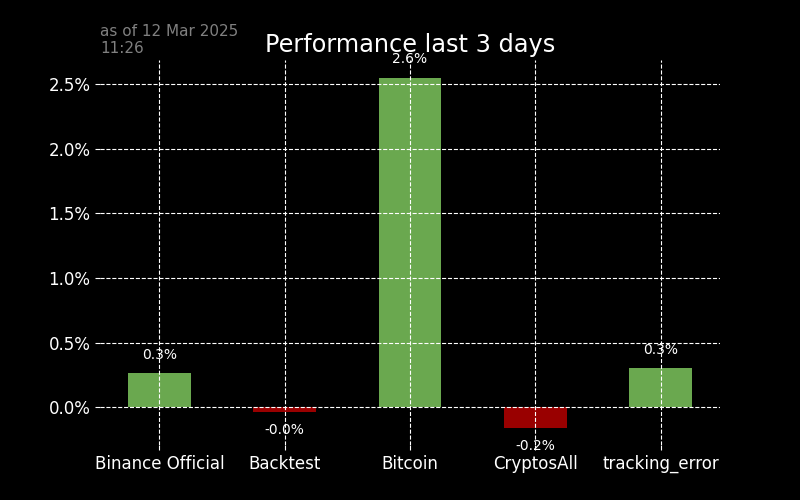 as of 12 Mar 2025
11:26
Performance last 3 days
2.6%
2.5%
2.0%
1.5%
1.0%
0.5%
0.3%
0.3%
0.0%
-0.0%
-0.2%
Binance Official
Backtest
Bitcoin
CryptosAll
tracking_error